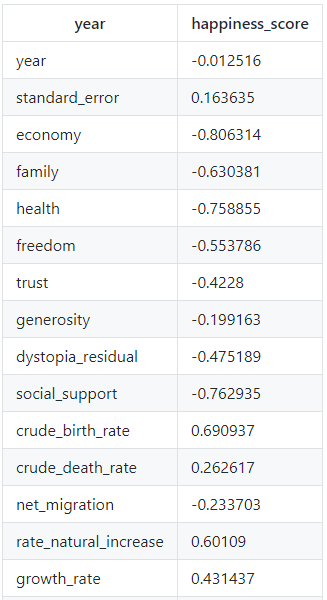 year happiness_score
year -0.012516
standard_error 0.163635
economy -0.806314
family -0.630381
health -0.758855
freedom -0.553786
trust -0.4228
generosity -0.199163
dystopia_residual -0.475189
social_support -0.762935
crude_birth_rate 0.690937
crude_death_rate 0.262617
net_migration -0.233703
rate_natural_increase 0.60109
growth_rate 0.431437